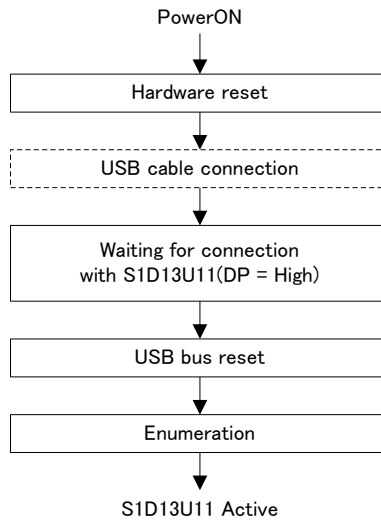 PowerON
Hardware reset
USB cable connection
Waiting for connection
with S1D13U11(DP = High)
USB bus reset
Enumeration
S1D13U11 Active